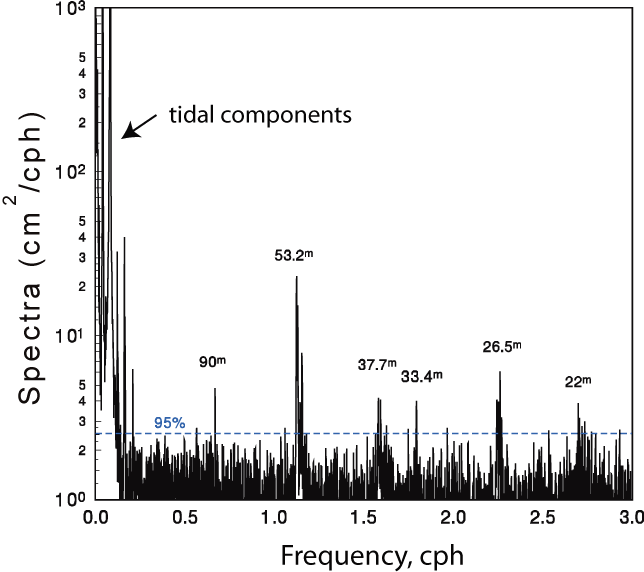 10³
5
4
3
2
tidal components
10²
5
4
3
2
53.2m
10¹
5
4
3
2
10⁰
90m
37.7m
33.4m
26.5m
22m
95%
0.0 0.5 1.0 1.5 2.0 2.5 3.0
Frequency, cph
Spectra (cm²/cph)